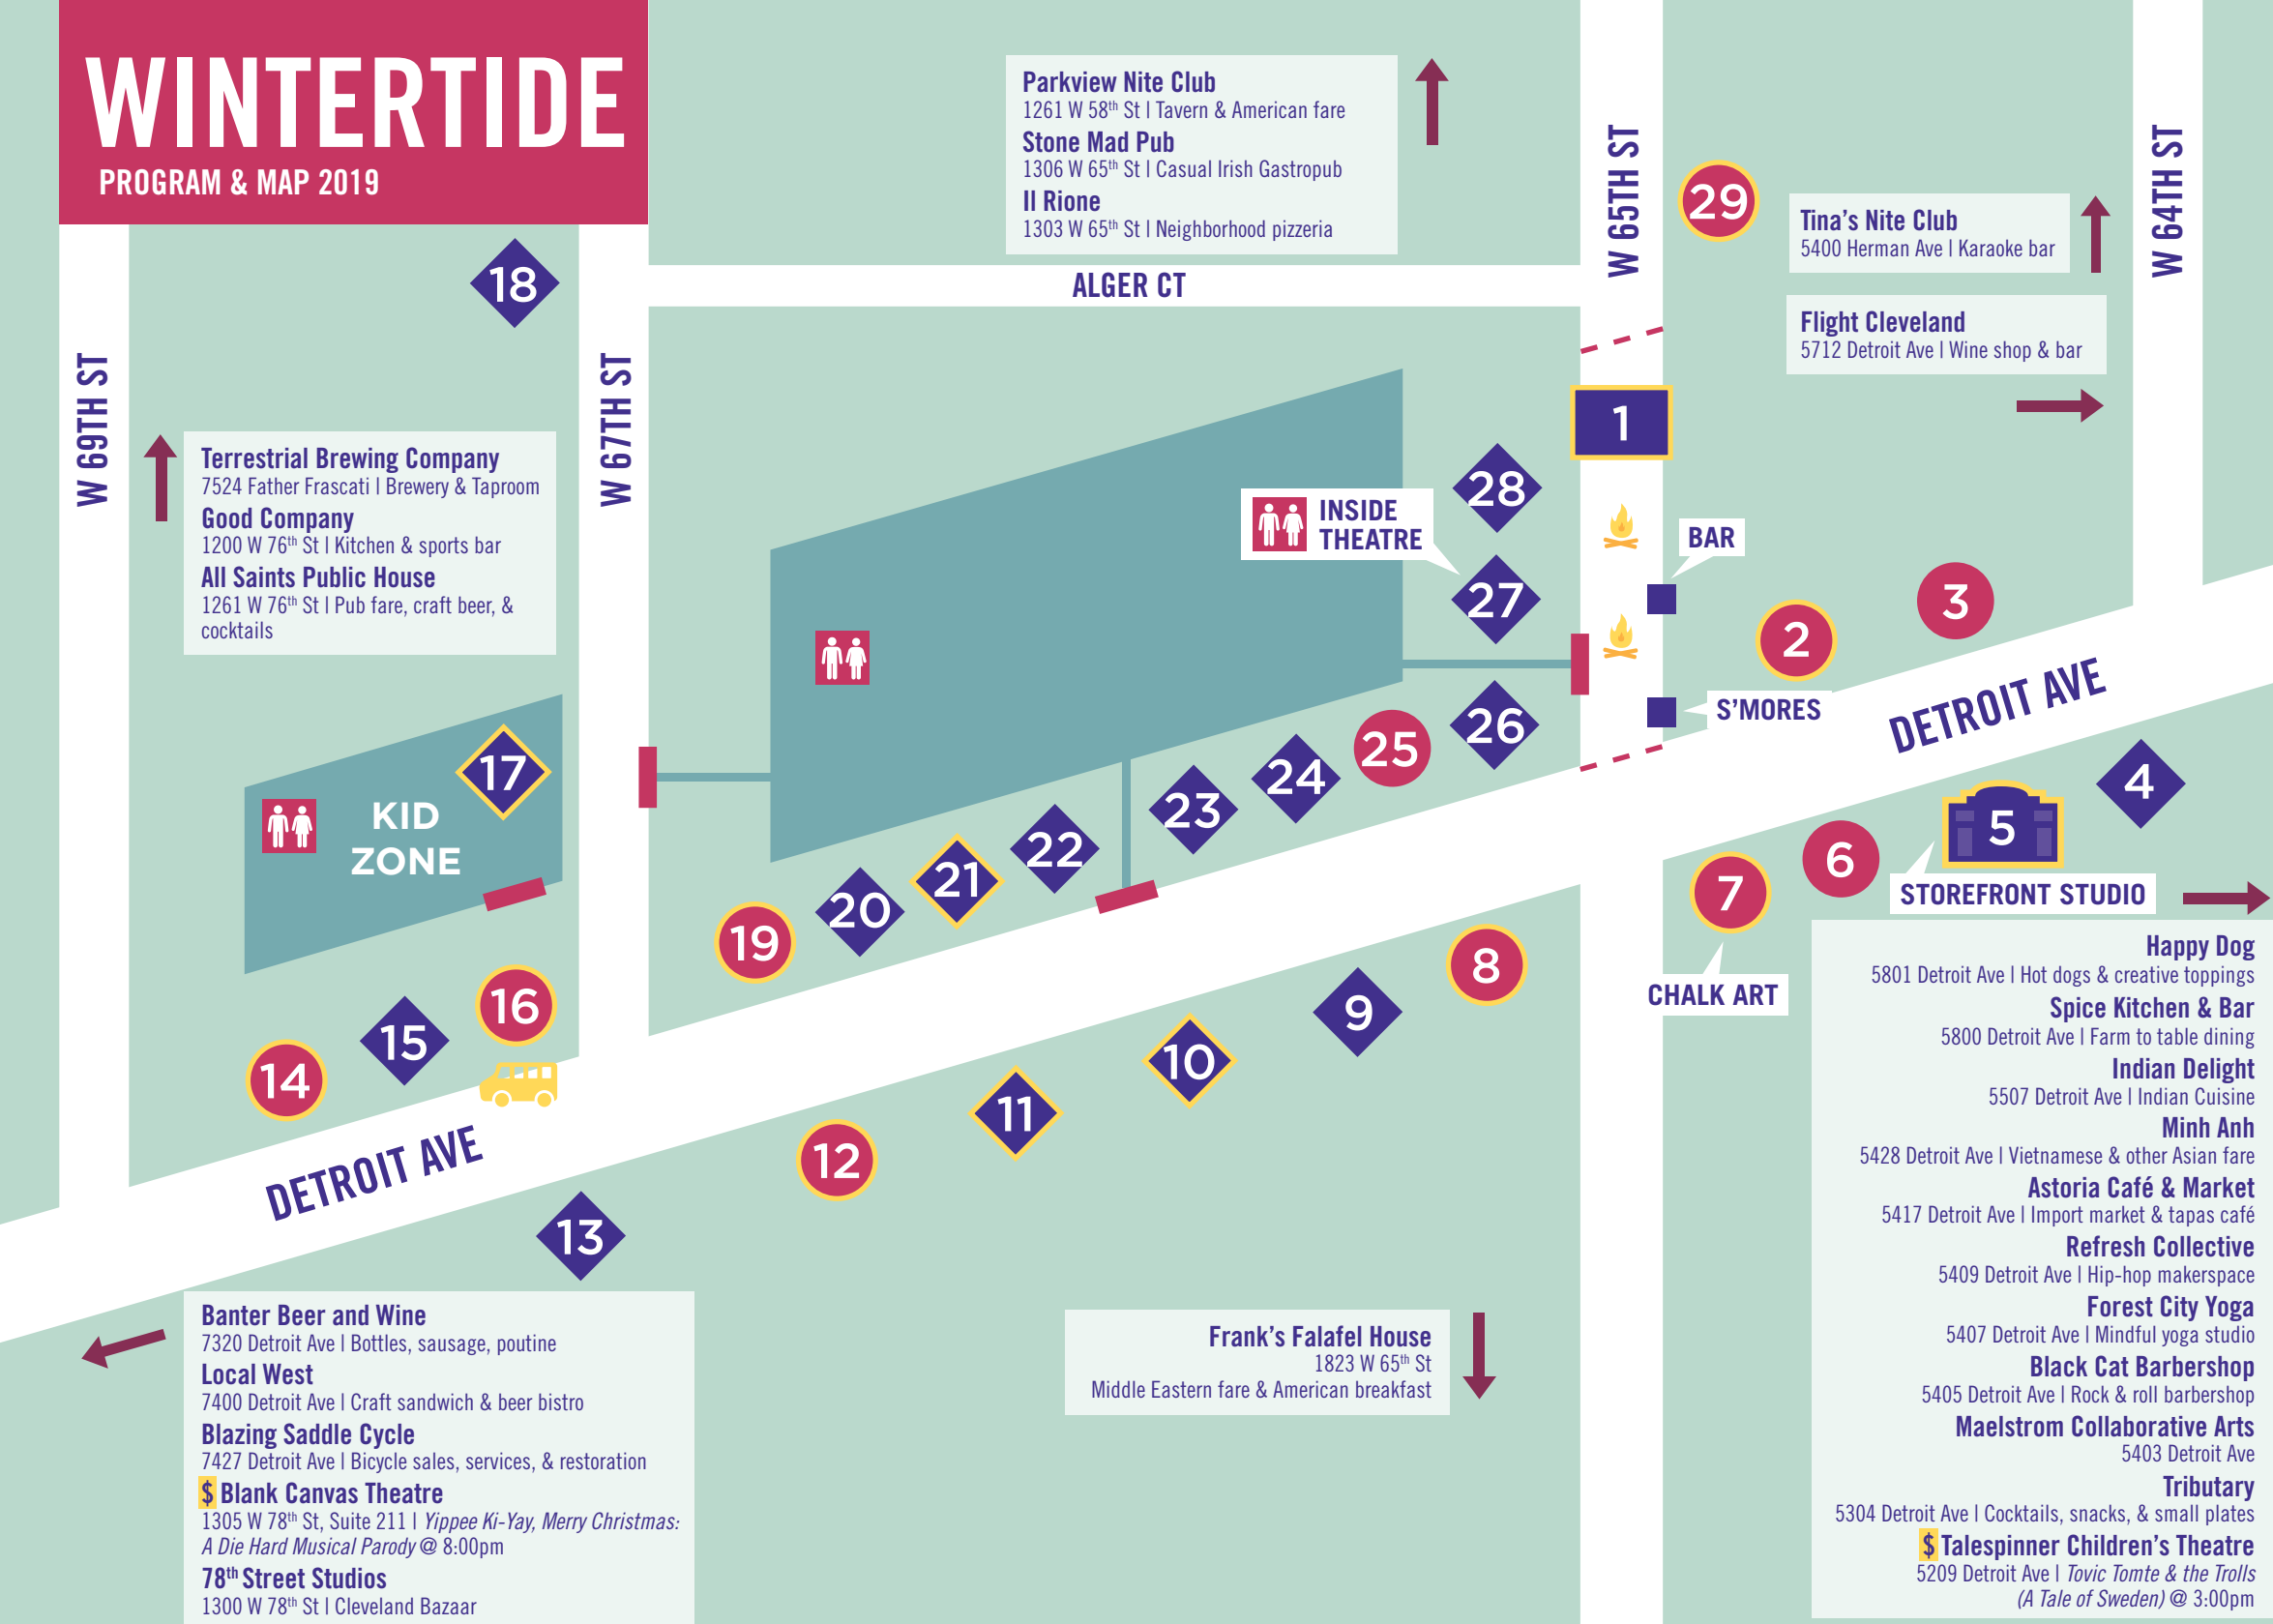 WINTERTIDE
PROGRAM & MAP 2019
Parkview Nite Club
1261 W 58th St | Tavern & American fare
Stone Mad Pub
1306 W 65th St | Casual Irish Gastropub
Il Rione
1303 W 65th St | Neighborhood pizzeria
W 65TH ST
29
W 64TH ST
Tina's Nite Club
5400 Herman Ave | Karaoke bar
Flight Cleveland
5712 Detroit Ave | Wine shop & bar
18
ALGER CT
W 69TH ST
W 67TH ST
Terrestrial Brewing Company
7524 Father Frascati | Brewery & Taproom
Good Company
1200 W 76th St | Kitchen & sports bar
All Saints Public House
1261 W 76th St | Pub fare, craft beer, &
cocktails
1
28
INSIDE
THEATRE
BAR
27
3
2
S'MORES
DETROIT AVE
26
25
24
23
22
21
20
19
17
KID
ZONE
4
5
6
7
STOREFRONT STUDIO
CHALK ART
8
9
10
11
12
13
14
15
16
DETROIT AVE
Happy Dog
5801 Detroit Ave | Hot dogs & creative toppings
Spice Kitchen & Bar
5800 Detroit Ave | Farm to table dining
Indian Delight
5507 Detroit Ave | Indian Cuisine
Minh Anh
5428 Detroit Ave | Vietnamese & other Asian fare
Astoria Café & Market
5417 Detroit Ave | Import market & tapas café
Refresh Collective
5409 Detroit Ave | Hip-hop makerspace
Forest City Yoga
5407 Detroit Ave | Mindful yoga studio
Black Cat Barbershop
5405 Detroit Ave | Rock & roll barbershop
Maelstrom Collaborative Arts
5403 Detroit Ave
Tributary
5304 Detroit Ave | Cocktails, snacks, & small plates
$ Talespinner Children's Theatre
5209 Detroit Ave | Tovic Tomte & the Trolls
(A Tale of Sweden) @ 3:00pm
Banter Beer and Wine
7320 Detroit Ave | Bottles, sausage, poutine
Local West
7400 Detroit Ave | Craft sandwich & beer bistro
Blazing Saddle Cycle
7427 Detroit Ave | Bicycle sales, services, & restoration
$ Blank Canvas Theatre
1305 W 78th St, Suite 211 | Yippee Ki-Yay, Merry Christmas:
A Die Hard Musical Parody @ 8:00pm
78th Street Studios
1300 W 78th St | Cleveland Bazaar
Frank's Falafel House
1823 W 65th St
Middle Eastern fare & American breakfast